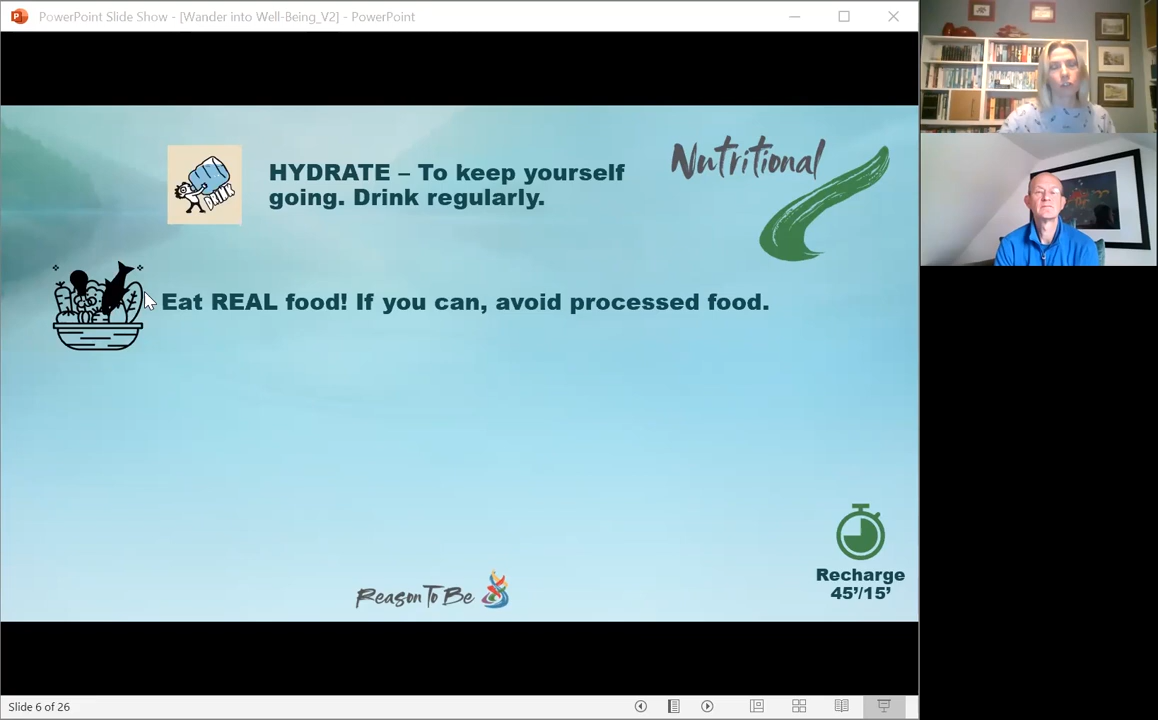 PowerPoint Slide Show - [Wander into Well-Being_V2] - PowerPoint
DRINK
HYDRATE – To keep yourself
going. Drink regularly.
Nutritional
Eat REAL food! If you can, avoid processed food.
Recharge
45’/15’
Reason To Be
Slide 6 of 26